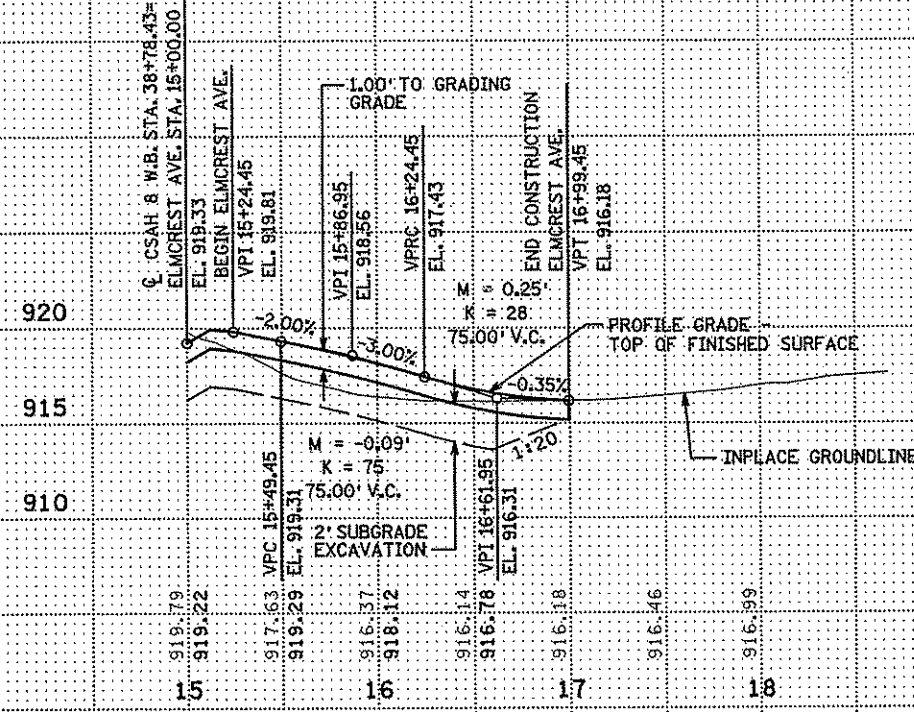 ℄ CSAH 8 W.B. STA. 38+78.43=
ELMCREST AVE. STA. 15+00.00
EL. 919.33
BEGIN ELMCREST AVE.
VPI 15+24.45
EL. 919.81
1.00' TO GRADING
GRADE
VPI 15+86.95
EL. 918.56
VPRC 16+24.45
EL. 917.43
END CONSTRUCTION
ELMCREST AVE.
VPT 16+99.45
EL. 916.18
M = 0.25'
K = 28
75.00' V.C.
920
-2.00%
-3.00%
PROFILE GRADE -
TOP OF FINISHED SURFACE
-0.35%
915
M = -0.09'
K = 75
75.00' V.C.
1:20
INPLACE GROUNDLINE
910
VPC 15+49.45
EL. 919.31
2' SUBGRADE
EXCAVATION
VPI 16+61.95
EL. 916.31
919.79
919.22
917.63
919.29
916.37
918.12
916.14
916.78
916.18
916.46
916.99
15
16
17
18